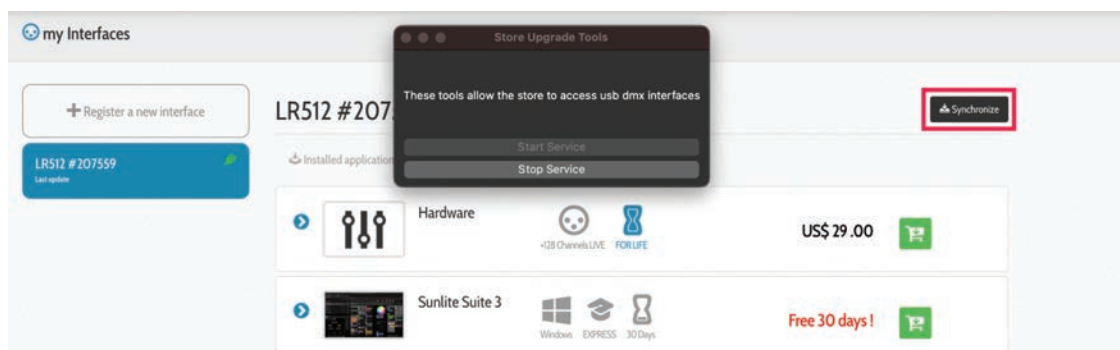 my Interfaces
Store Upgrade Tools
These tools allow the store to access usb dmx interfaces
Start Service
Stop Service
Register a new interface
LR512 #207559
Last update
LR512 #207
Synchronize
Installed application
Hardware
+128 Channels LIVE
FOR LIFE
US$ 29 .00
Sunlite Suite 3
Windows
EXPRESS
30 Days
Free 30 days !